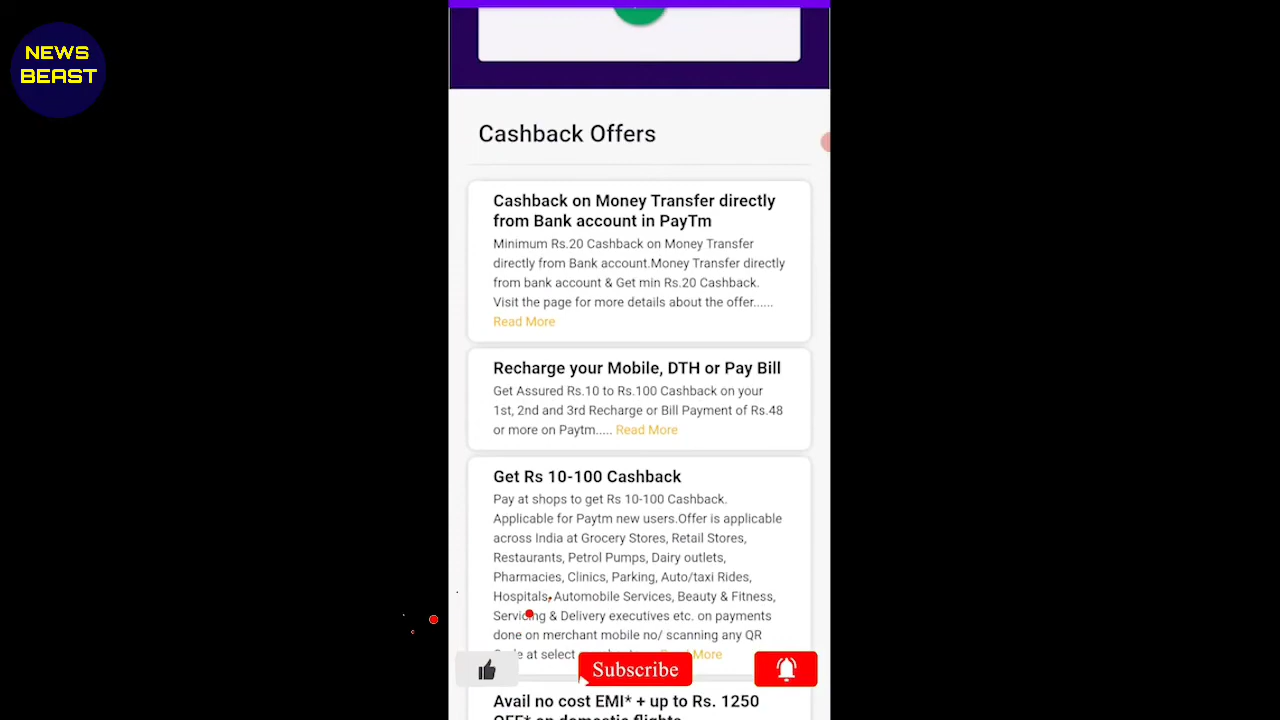 NEWS
BEAST
Cashback Offers
Cashback on Money Transfer directly
from Bank account in PayTm
Minimum Rs.20 Cashback on Money Transfer
directly from Bank account.Money Transfer directly
from bank account & Get min Rs.20 Cashback.
Visit the page for more details about the offer......
Read More
Recharge your Mobile, DTH or Pay Bill
Get Assured Rs.10 to Rs.100 Cashback on your
1st, 2nd and 3rd Recharge or Bill Payment of Rs.48
or more on Paytm..... Read More
Get Rs 10-100 Cashback
Pay at shops to get Rs 10-100 Cashback.
Applicable for Paytm new users.Offer is applicable
across India at Grocery Stores, Retail Stores,
Restaurants, Petrol Pumps, Dairy outlets,
Pharmacies, Clinics, Parking, Auto/taxi Rides,
Hospitals, Automobile Services, Beauty & Fitness,
Servicing & Delivery executives etc. on payments
done on merchant mobile no/ scanning any QR
at select More
Subscribe
Avail no cost EMI* + up to Rs. 1250
OFF* on domestic flights